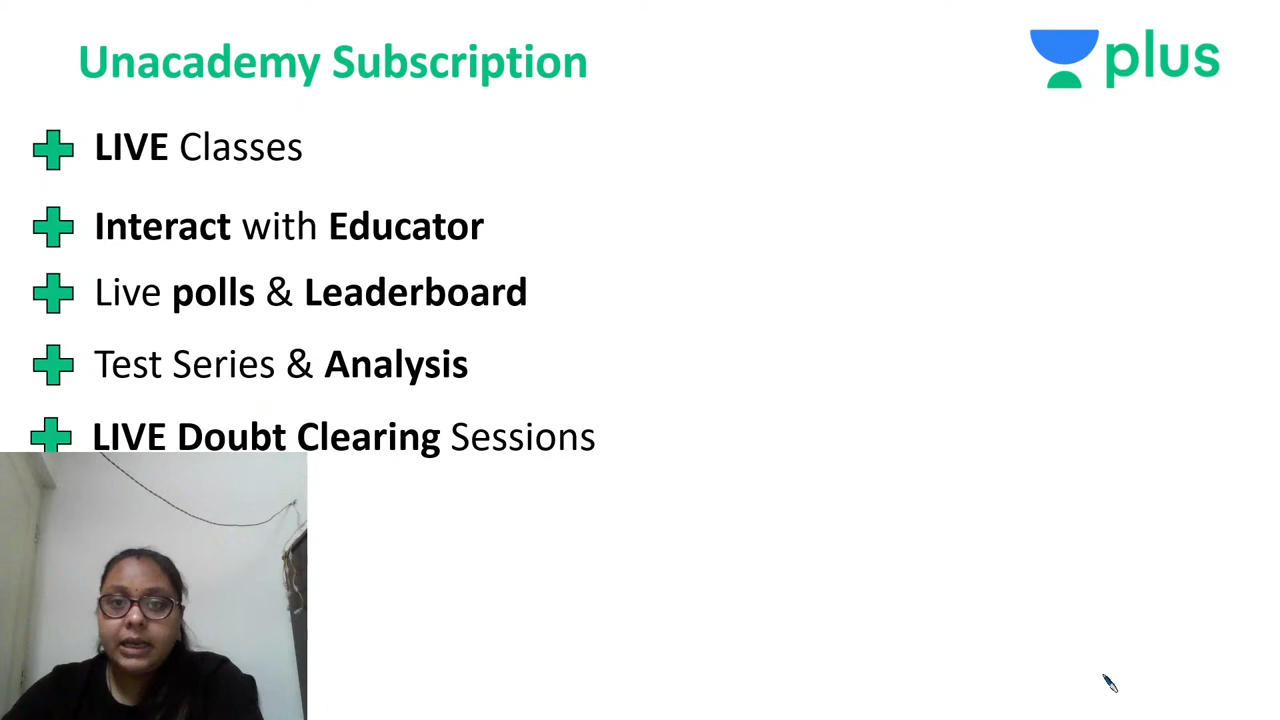 Unacademy Subscription
plus
LIVE Classes
Interact with Educator
Live polls & Leaderboard
Test Series & Analysis
LIVE Doubt Clearing Sessions